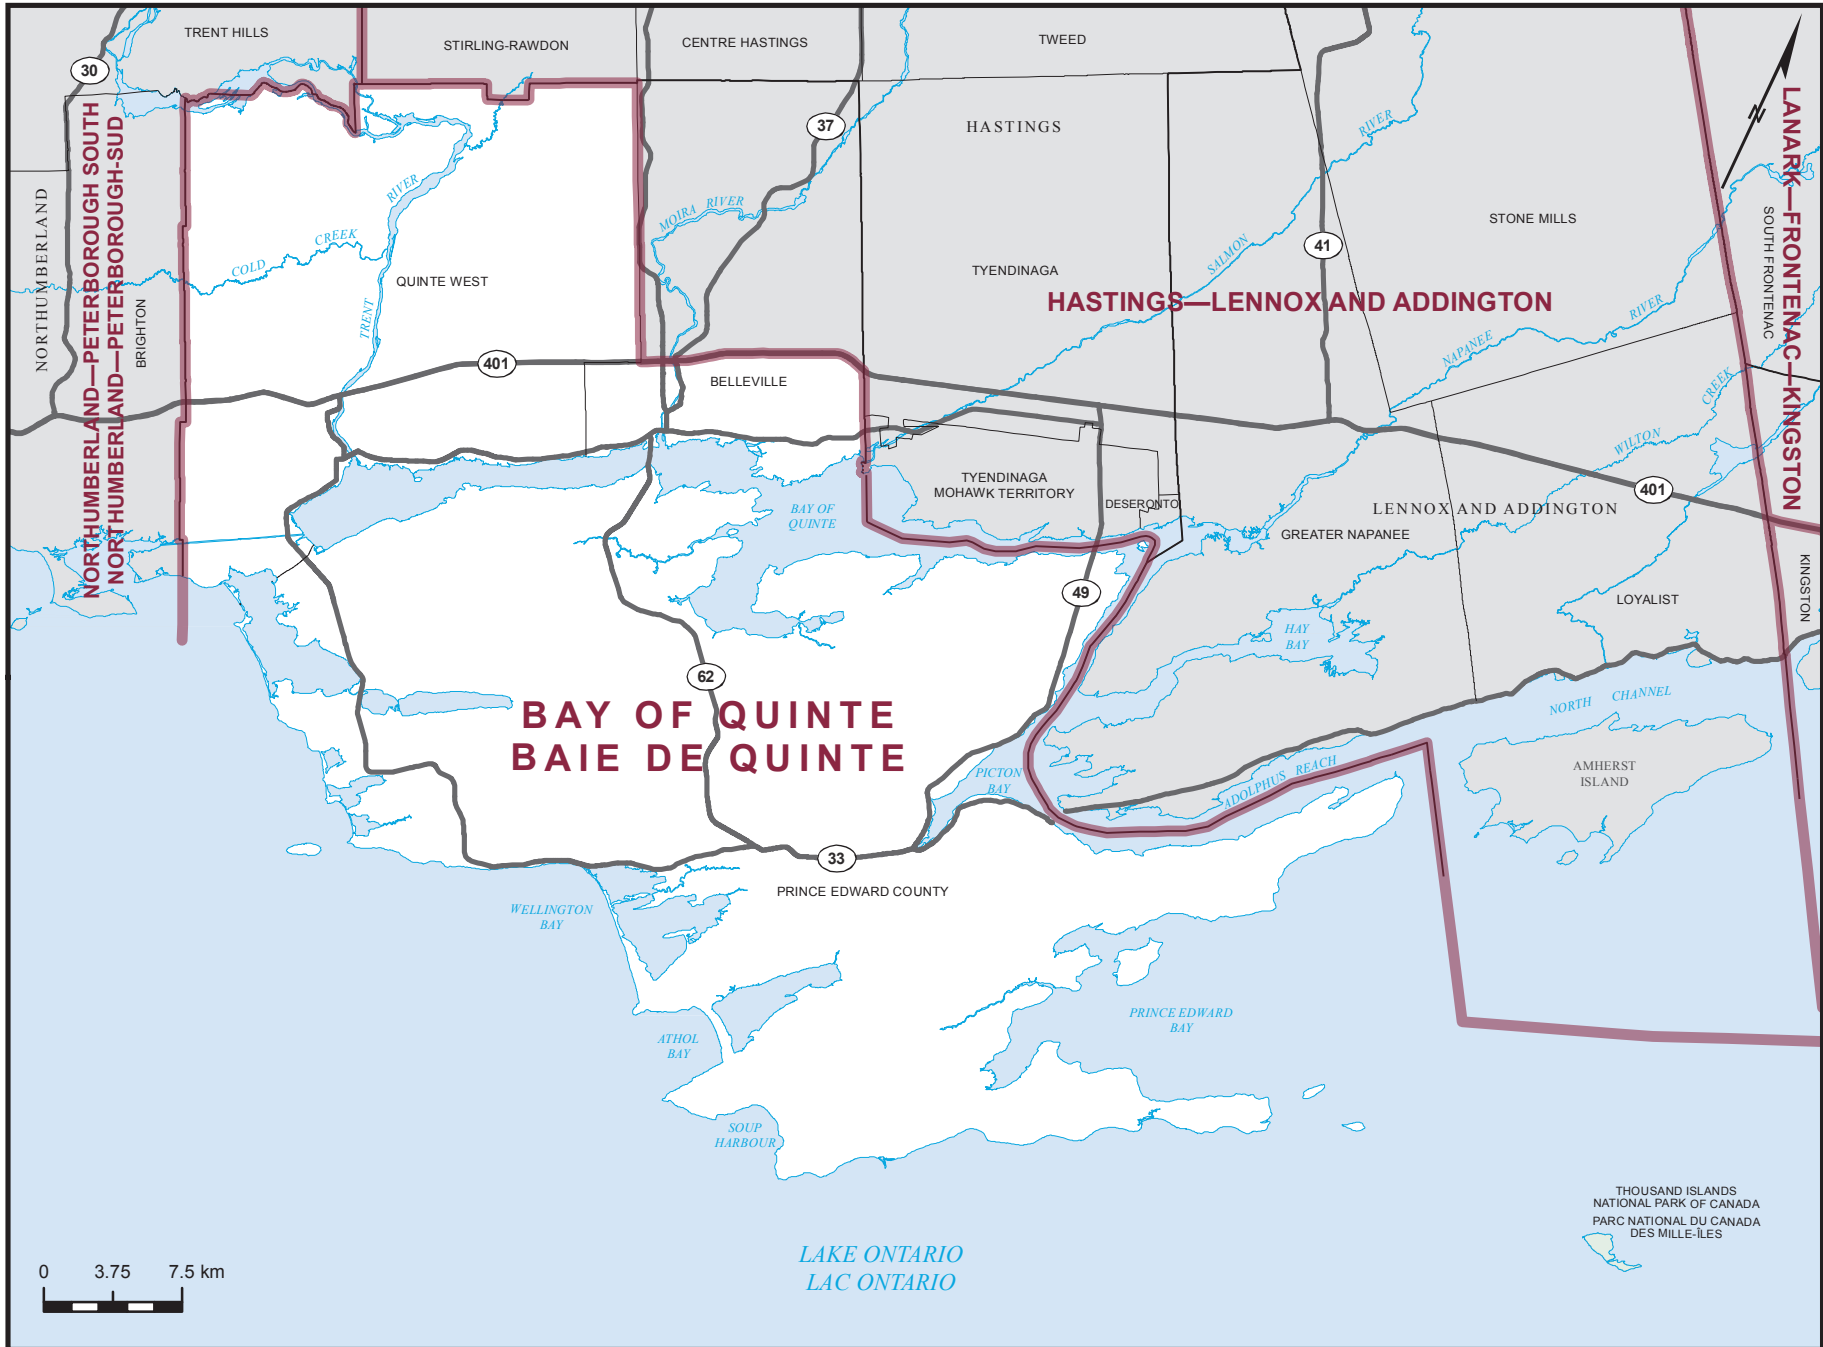 TRENT HILLS
STIRLING-RAWDON
CENTRE HASTINGS
TWEED
30
37
HASTINGS
RIVER
NORTHUMBERLAND—PETERBOROUGH SOUTH
NORTHUMBERLAND—PETERBOROUGH-SUD
NORTHUMBERLAND
BRIGHTON
LANARK—FRONTENAC—KINGSTON
SOUTH FRONTENAC
N
RIVER
MOIRA RIVER
STONE MILLS
CREEK
COLD
SALMON
41
QUINTE WEST
TYENDINAGA
HASTINGS—LENNOX AND ADDINGTON
TRENT
RIVER
NAPANEE
401
BELLEVILLE
CREEK
WILTON
TYENDINAGA
MOHAWK TERRITORY
DESERONTO
401
LENNOX AND ADDINGTON
BAY OF
QUINTE
GREATER NAPANEE
KINGSTON
49
LOYALIST
HAY
BAY
62
NORTH CHANNEL
BAY OF QUINTE
BAIE DE QUINTE
PICTON
BAY
ADOLPHUS REACH
AMHERST
ISLAND
33
PRINCE EDWARD COUNTY
WELLINGTON
BAY
PRINCE EDWARD
BAY
ATHOL
BAY
SOUP
HARBOUR
THOUSAND ISLANDS
NATIONAL PARK OF CANADA
PARC NATIONAL DU CANADA
DES MILLE-ÎLES
LAKE ONTARIO
LAC ONTARIO
0 3.75 7.5 km